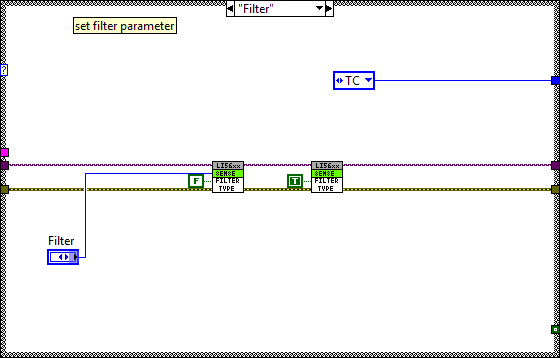 "Filter"
set filter parameter
?
TC
LI56xx
SENSE
FILTER
TYPE
F
LI56xx
SENSE
FILTER
TYPE
T
Filter